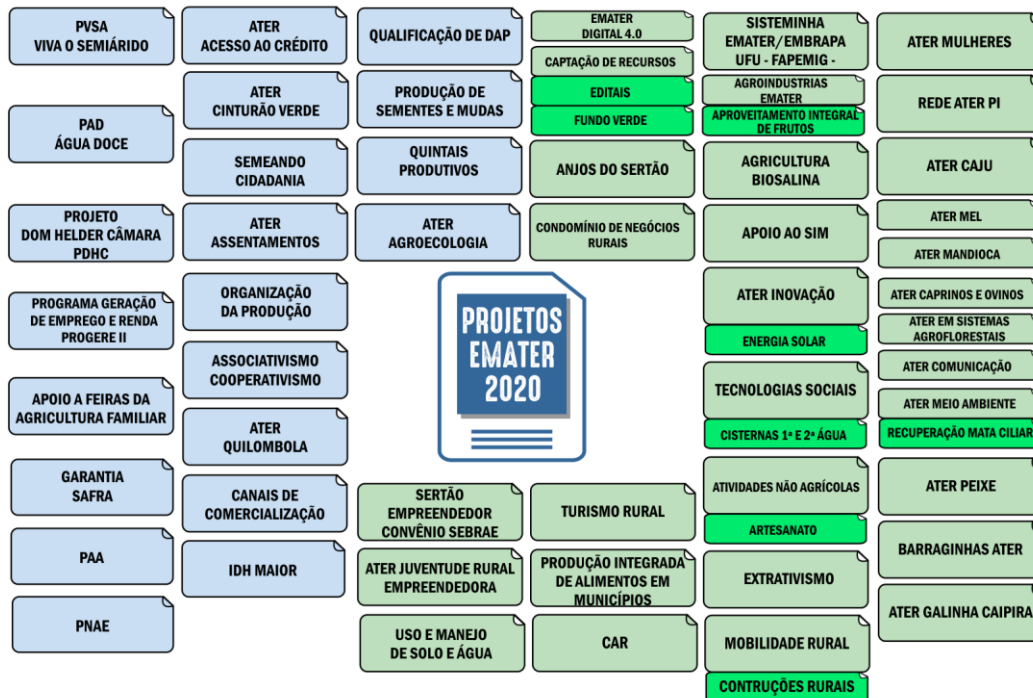 PVSA
VIVA O SEMIÁRIDO
PAD
ÁGUA DOCE
PROJETO
DOM HELDER CÂMARA
PDHC
PROGRAMA GERAÇÃO
DE EMPREGO E RENDA
PROGERE II
APOIO A FEIRAS DA
AGRICULTURA FAMILIAR
GARANTIA
SAFRA
PAA
PNAE
ATER
ACESSO AO CRÉDITO
ATER
CINTURÃO VERDE
SEMEANDO
CIDADANIA
ATER
ASSENTAMENTOS
ORGANIZAÇÃO
DA PRODUÇÃO
ASSOCIATIVISMO
COOPERATIVISMO
ATER
QUILOMBOLA
CANAIS DE
COMERCIALIZAÇÃO
IDH MAIOR
QUALIFICAÇÃO DE DAP
PRODUÇÃO DE
SEMENTES E MUDAS
QUINTAIS
PRODUTIVOS
ATER
AGROECOLOGIA
EMATER
DIGITAL 4.0
CAPTAÇÃO DE RECURSOS
EDITAIS
FUNDO VERDE
ANJOS DO SERTÃO
CONDOMÍNIO DE NEGÓCIOS
RURAIS
PROJETOS
EMATER
2020
SERTÃO
EMPREENDEDOR
CONVÊNIO SEBRAE
ATER JUVENTUDE RURAL
EMPREENDEDORA
USO E MANEJO
DE SOLO E ÁGUA
TURISMO RURAL
PRODUÇÃO INTEGRADA
DE ALIMENTOS EM
MUNICÍPIOS
CAR
SISTEMINHA
EMATER/EMBRAPA
UFU - FAPEMIG -
AGROINDUSTRIAS
EMATER
APROVEITAMENTO INTEGRAL
DE FRUTOS
AGRICULTURA
BIOSALINA
APOIO AO SIM
ATER INOVAÇÃO
ENERGIA SOLAR
TECNOLOGIAS SOCIAIS
CISTERNAS 1ª E 2ª ÁGUA
ATIVIDADES NÃO AGRÍCOLAS
ARTESANATO
EXTRATIVISMO
MOBILIDADE RURAL
CONTRUÇÕES RURAIS
ATER MULHERES
REDE ATER PI
ATER CAJU
ATER MEL
ATER MANDIOCA
ATER CAPRINOS E OVINOS
ATER EM SISTEMAS
AGROFLORESTAIS
ATER COMUNICAÇÃO
ATER MEIO AMBIENTE
RECUPERAÇÃO MATA CILIAR
ATER PEIXE
BARRAGINHAS ATER
ATER GALINHA CAIPIRA